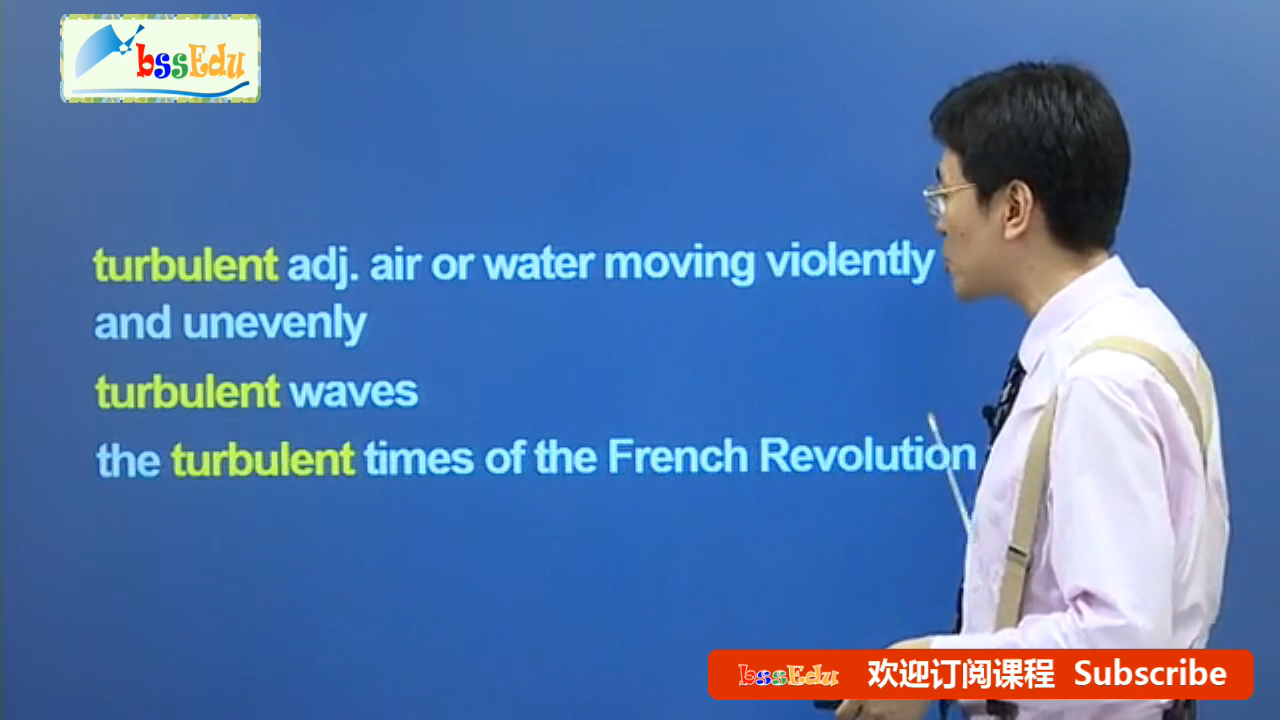 bssEdu
turbulent adj. air or water moving violently
and unevenly
turbulent waves
the turbulent times of the French Revolution
bssEdu 欢迎订阅课程 Subscribe